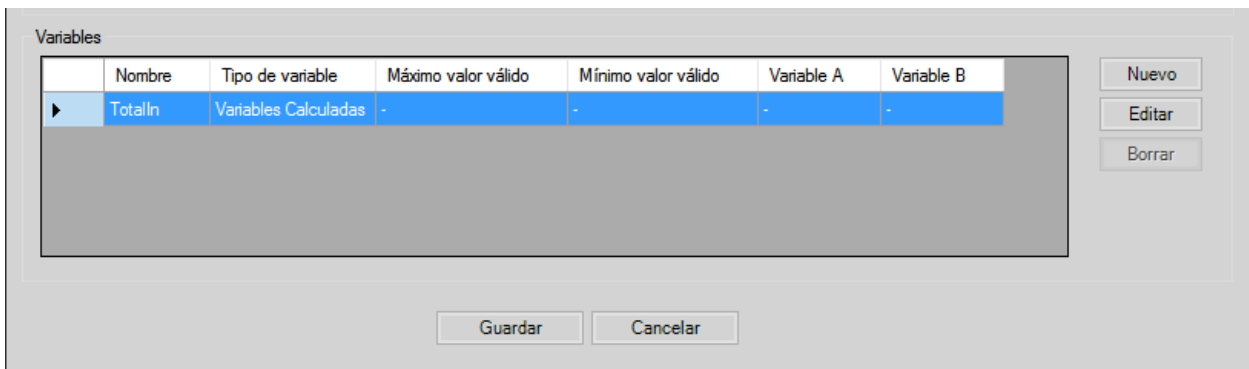 Variables
Nombre Tipo de variable Máximo valor válido Mínimo valor válido Variable A Variable B
TotalIn Variables Calculadas - - - -
Nuevo
Editar
Borrar
Guardar Cancelar